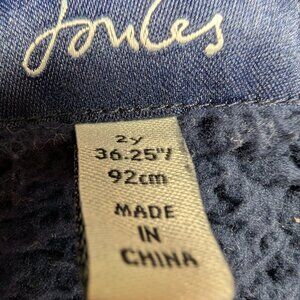 Joules
2y
36.25"/
92cm
MADE
IN
CHINA